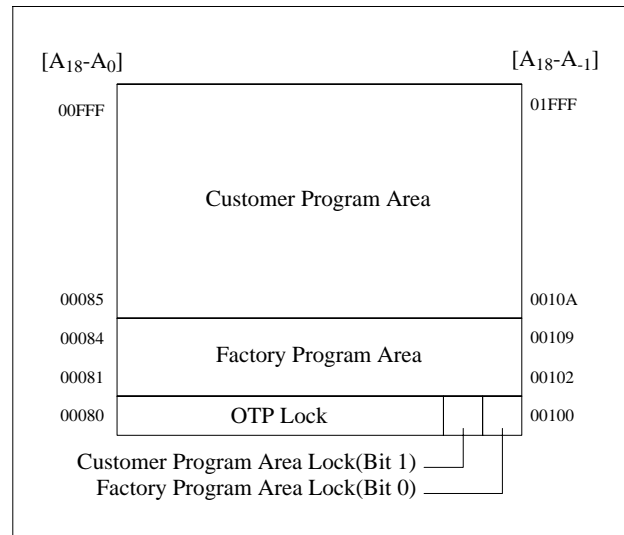 [A18-A0] [A18-A-1]
00FFF 01FFF
Customer Program Area
00085 0010A
00084 00109
Factory Program Area
00081 00102
00080 OTP Lock 00100
Customer Program Area Lock(Bit 1)
Factory Program Area Lock(Bit 0)